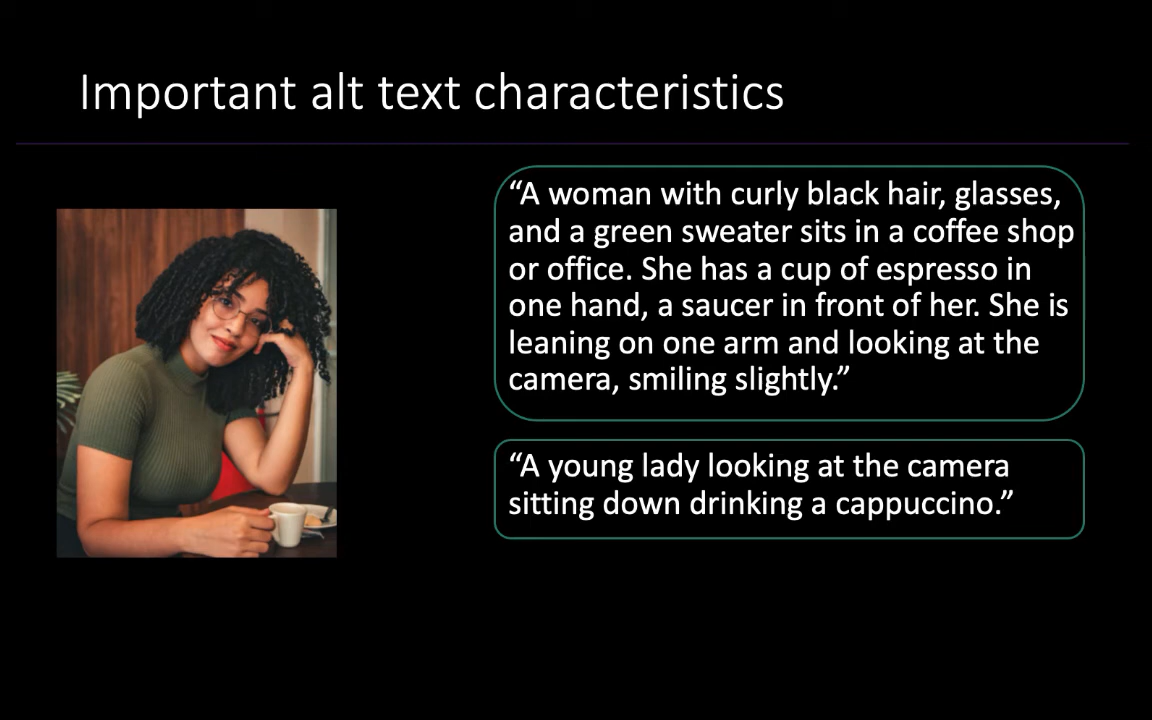 Important alt text characteristics
“A woman with curly black hair, glasses,
and a green sweater sits in a coffee shop
or office. She has a cup of espresso in
one hand, a saucer in front of her. She is
leaning on one arm and looking at the
camera, smiling slightly.”
“A young lady looking at the camera
sitting down drinking a cappuccino.”